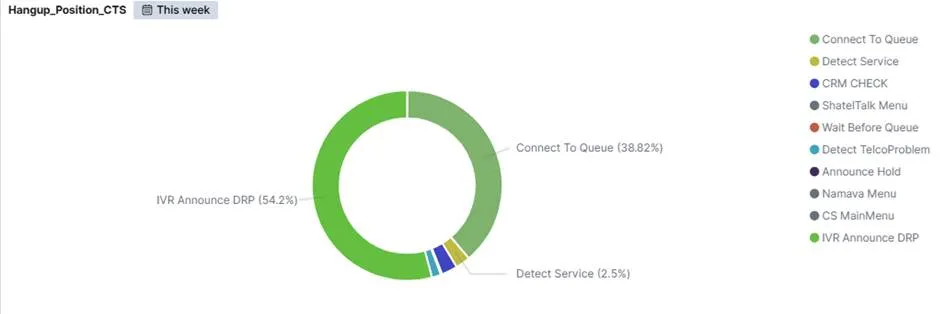 Hangup_Position_CTS This week
Connect To Queue
Detect Service
CRM CHECK
ShatelTalk Menu
Wait Before Queue
Detect TelcoProblem
Announce Hold
Namava Menu
CS MainMenu
IVR Announce DRP
Connect To Queue (38.82%)
IVR Announce DRP (54.2%)
Detect Service (2.5%)